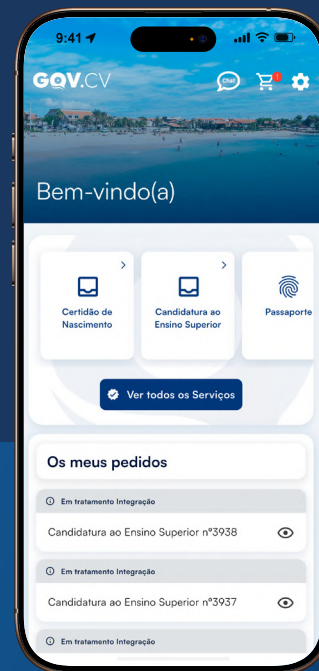 9:41
GOV.CV
Chat
1
Bem-vindo(a)
Certidão de
Nascimento
Candidatura ao
Ensino Superior
Passaporte
Ver todos os Serviços
Os meus pedidos
Em tratamento Integração
Candidatura ao Ensino Superior nº3938
Em tratamento Integração
Candidatura ao Ensino Superior nº3937
Em tratamento Integração